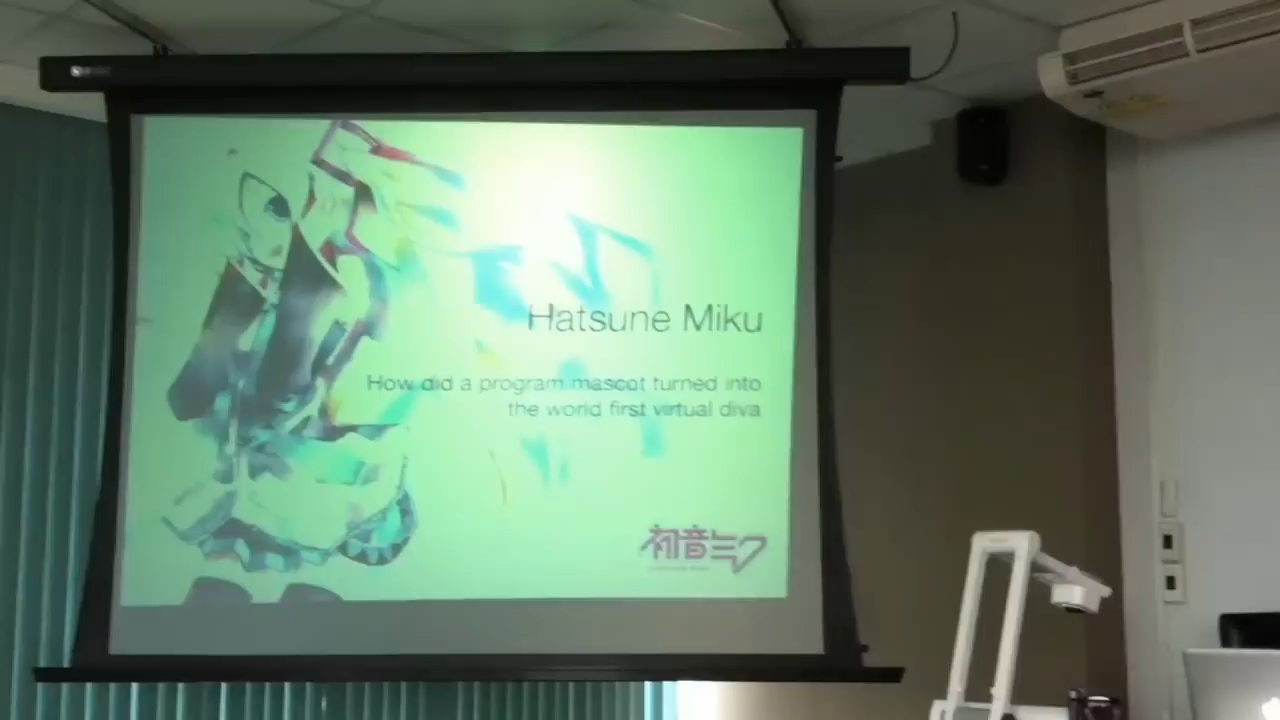 Hatsune Miku
How did a program mascot turned into
the world first virtual diva
初音ミク